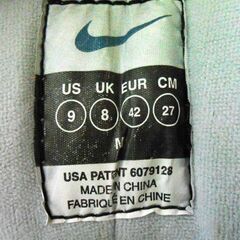 US UK EUR CM
9 8 42 27
M
USA PATENT 6079128
MADE IN CHINA
FABRIQUÉ EN CHINE